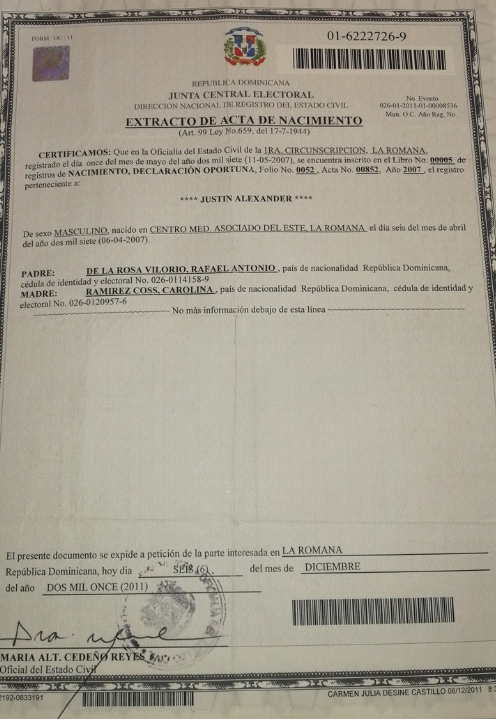 FORM. OC - 11
01-6222726-9
REPUBLICA DOMINICANA
JUNTA CENTRAL ELECTORAL
DIRECCION NACIONAL DE REGISTRO DEL ESTADO CIVIL
No. Evento
026-01-2011-01-00008536
Mun. O.C. Año Reg. No.
EXTRACTO DE ACTA DE NACIMIENTO
(Art. 99 Ley No.659, del 17-7-1944)
CERTIFICAMOS: Que en la Oficialía del Estado Civil de la 1RA. CIRCUNSCRIPCION, LA ROMANA,
registrado el día once del mes de mayo del año dos mil siete (11-05-2007), se encuentra inscrito en el Libro No. 00005 de
registros de NACIMIENTO, DECLARACIÓN OPORTUNA, Folio No. 0052, Acta No. 00852, Año 2007, el registro
perteneciente a:
**** JUSTIN ALEXANDER ****
De sexo MASCULINO, nacido en CENTRO MED. ASOCIADO DEL ESTE, LA ROMANA, el día seis del mes de abril
del año dos mil siete (06-04-2007).
PADRE: DE LA ROSA VILORIO, RAFAEL ANTONIO, país de nacionalidad República Dominicana,
cédula de identidad y electoral No. 026-0114158-9
MADRE: RAMIREZ COSS, CAROLINA, país de nacionalidad República Dominicana, cédula de identidad y
electoral No. 026-0120957-6
No más información debajo de esta línea
El presente documento se expide a petición de la parte interesada en LA ROMANA
República Dominicana, hoy día SEIS (6) del mes de DICIEMBRE
del año DOS MIL ONCE (2011)
MARIA ALT. CEDEÑO REYES
Oficial del Estado Civil
2192-0633191
CARMEN JULIA DESINE CASTILLO 06/12/2011